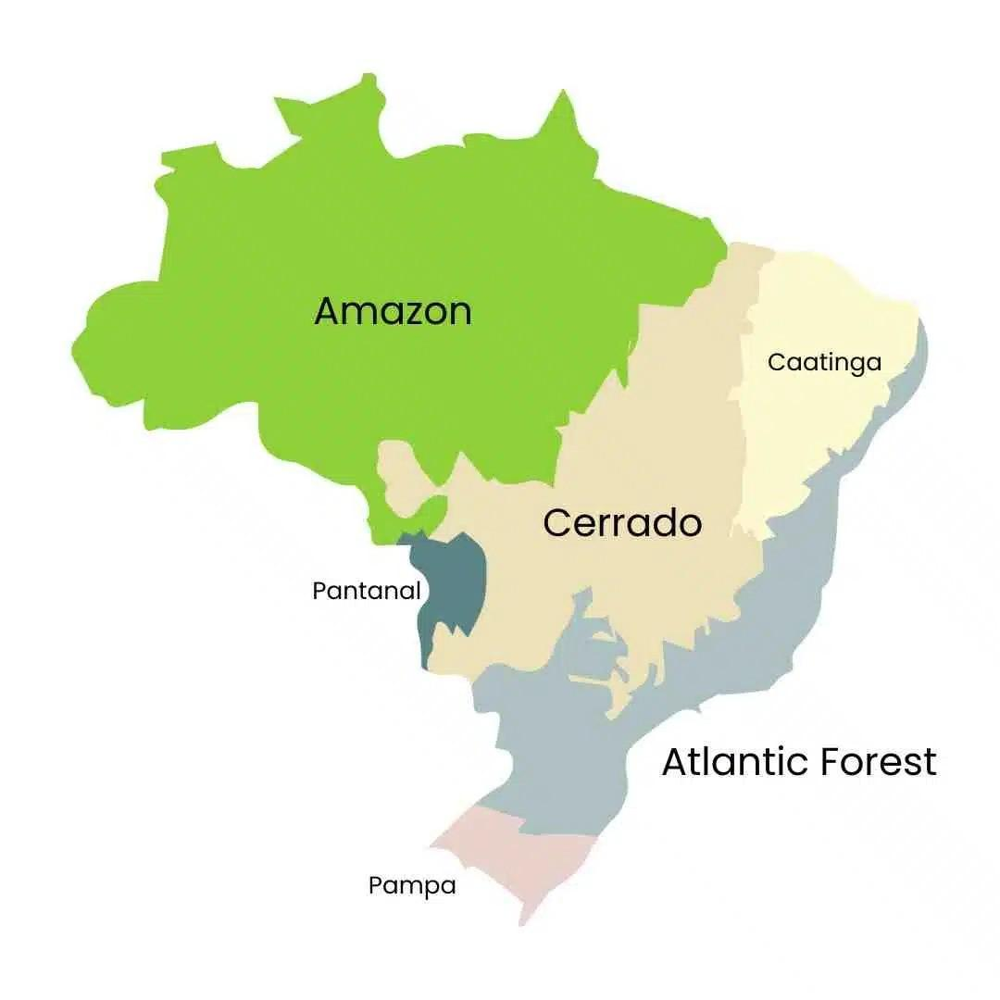 Amazon
Caatinga
Cerrado
Pantanal
Atlantic Forest
Pampa